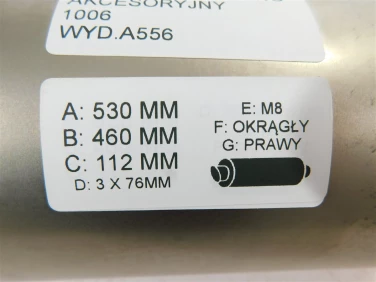 AKCESORYJNY
1006
WYD.A556
A: 530 MM
B: 460 MM
C: 112 MM
D: 3 X 76MM
E: M8
F: OKRĄGŁY
G: PRAWY